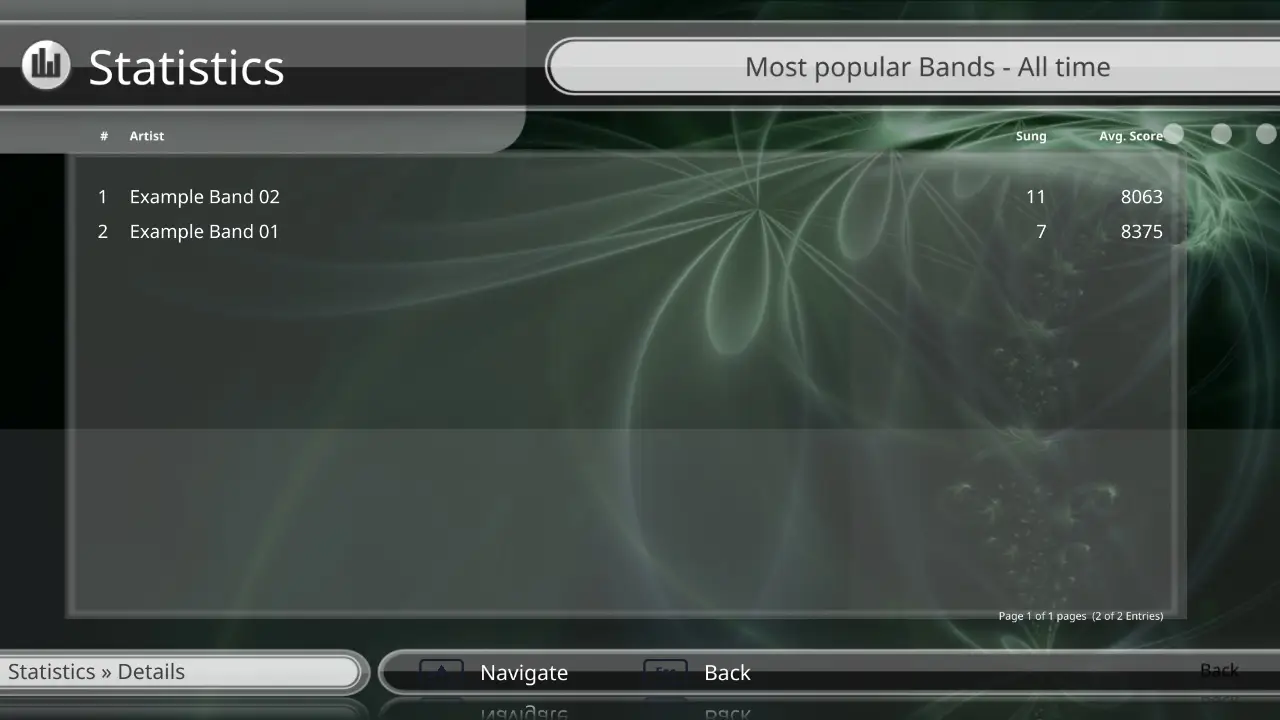 Statistics
Most popular Bands - All time
# Artist Sung Avg. Score
1 Example Band 02 11 8063
2 Example Band 01 7 8375
Page 1 of 1 pages (2 of 2 Entries)
Statistics » Details
Navigate
Esc
Back
Back